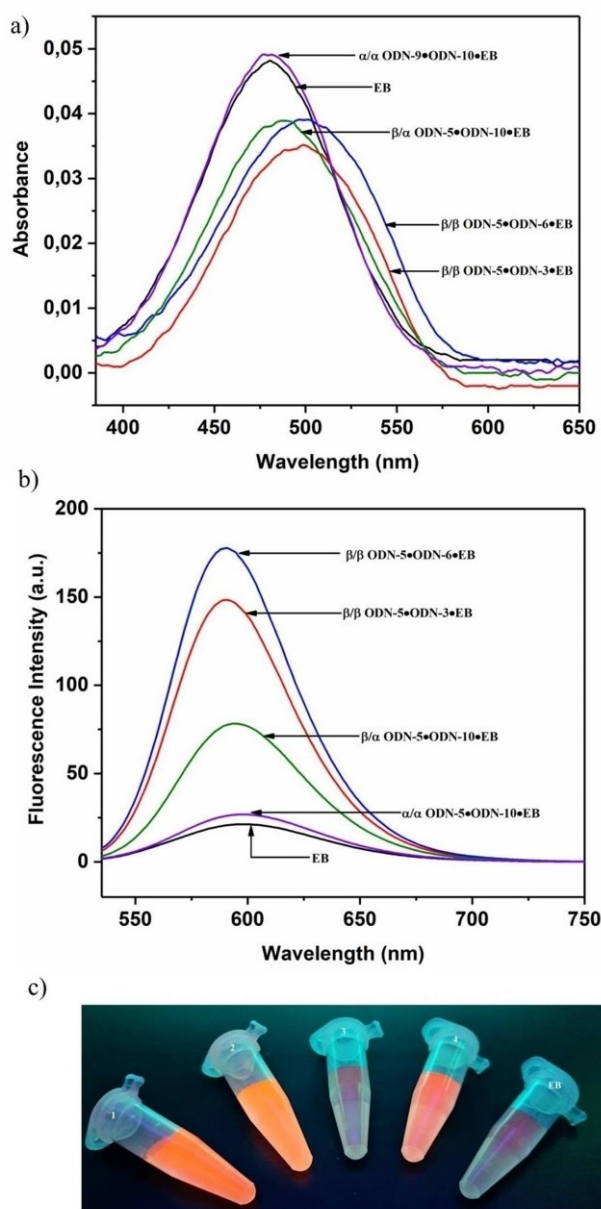 a)
0,05
α/α ODN-9•ODN-10•EB
EB
0,04
β/α ODN-5•ODN-10•EB
0,03
Absorbance
β/β ODN-5•ODN-6•EB
0,02
β/β ODN-5•ODN-3•EB
0,01
0,00
400 450 500 550 600 650
Wavelength (nm)
b)
200
β/β ODN-5•ODN-6•EB
150
β/β ODN-5•ODN-3•EB
100
Fluorescence Intensity (a.u.)
β/α ODN-5•ODN-10•EB
50
α/α ODN-5•ODN-10•EB
0
EB
550 600 650 700 750
Wavelength (nm)
c)
1 2 3 4 EB